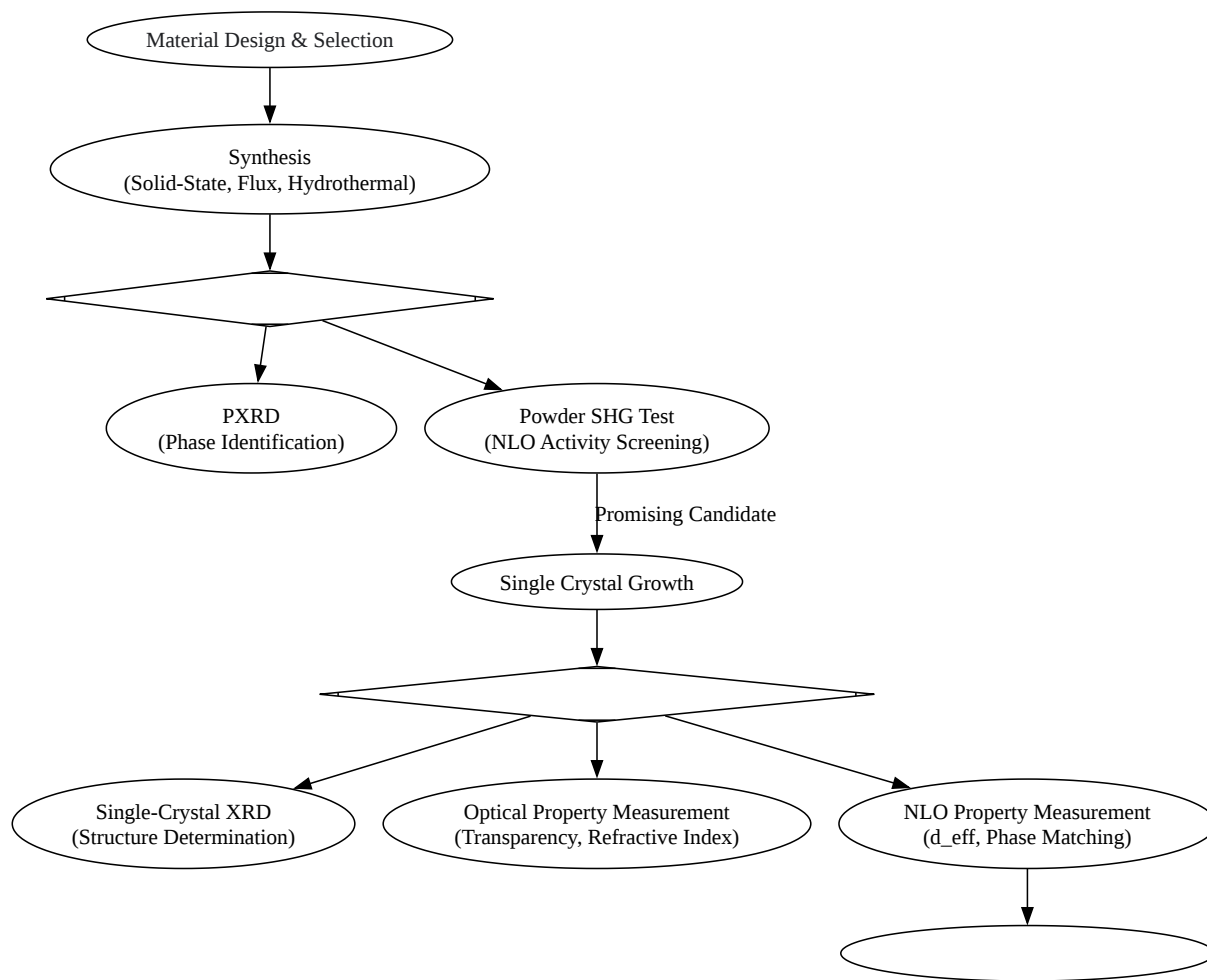 Material Design & Selection
Synthesis
(Solid-State, Flux, Hydrothermal)
PXRD
(Phase Identification)
Powder SHG Test
(NLO Activity Screening)
Promising Candidate
Single Crystal Growth
Single-Crystal XRD
(Structure Determination)
Optical Property Measurement
(Transparency, Refractive Index)
NLO Property Measurement
(d_eff, Phase Matching)